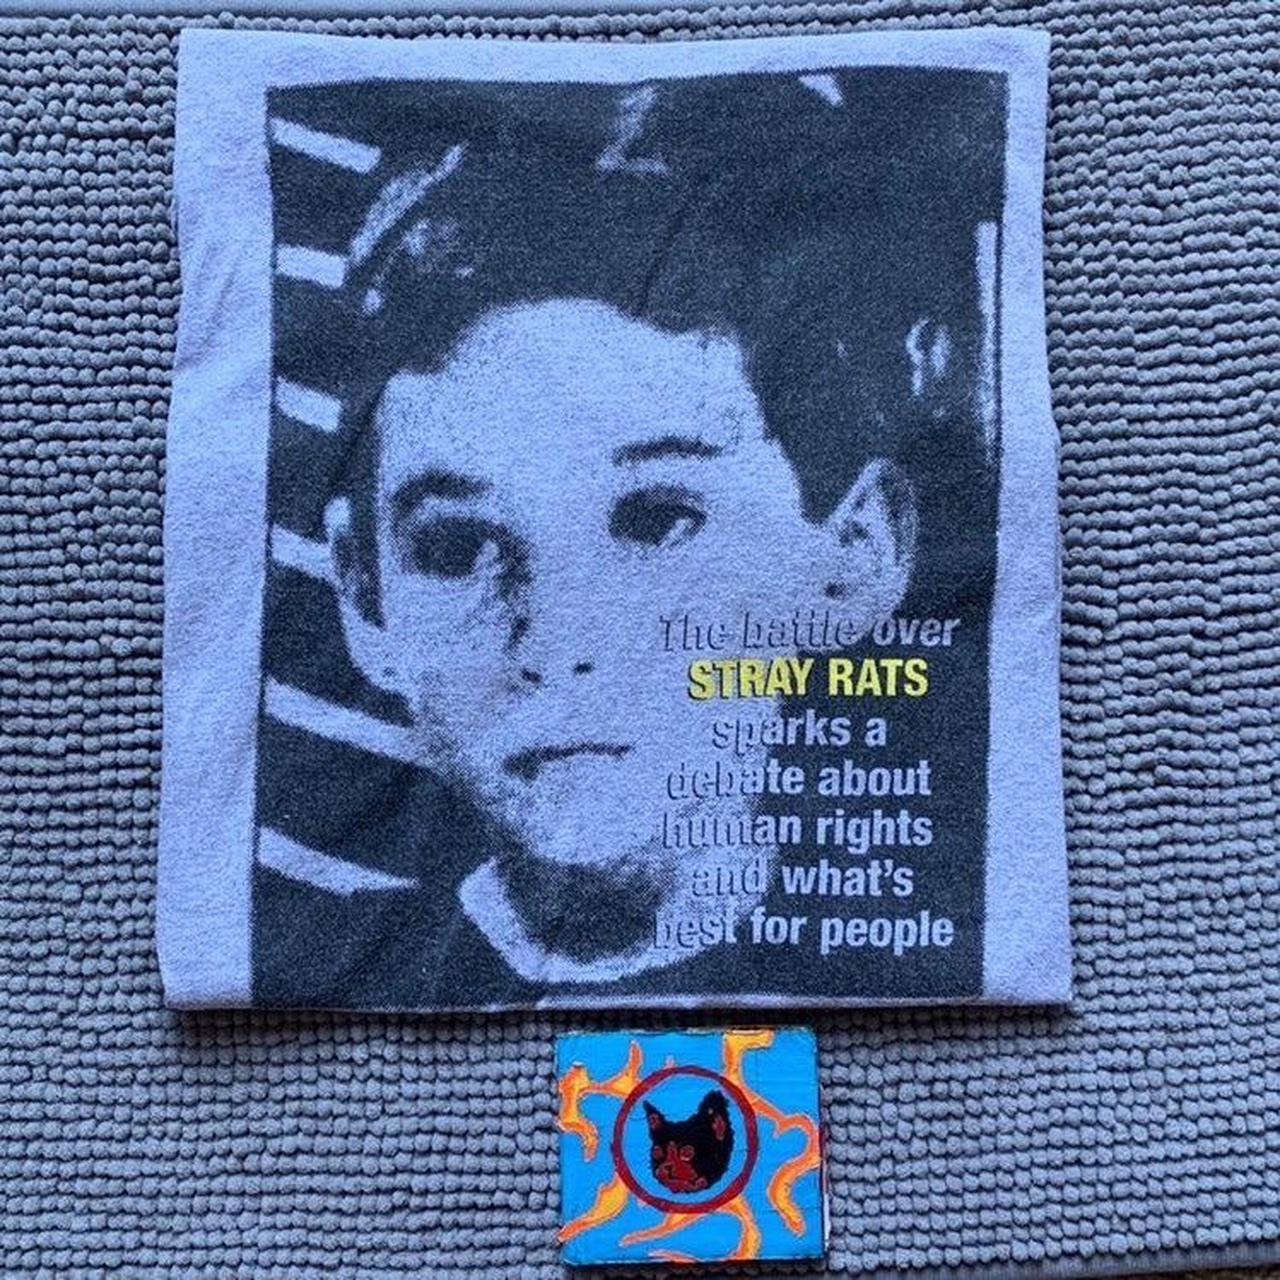 The battle over
STRAY RATS
sparks a
debate about
human rights
and what's
best for people